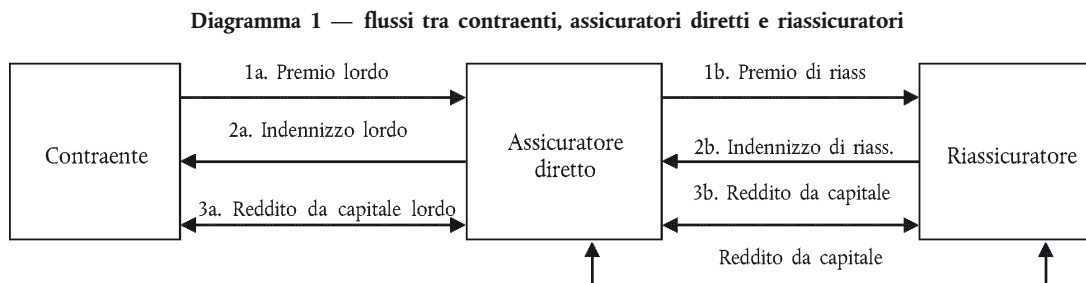 Diagramma 1 — flussi tra contraenti, assicuratori diretti e riassicuratori
1a. Premio lordo
1b. Premio di riass
2a. Indennizzo lordo
2b. Indennizzo di riass.
Contraente
Assicuratore
diretto
Riassicuratore
3a. Reddito da capitale lordo
3b. Reddito da capitale
Reddito da capitale